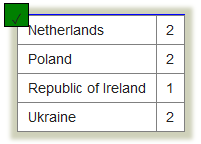 Netherlands 2
Poland 2
Republic of Ireland 1
Ukraine 2